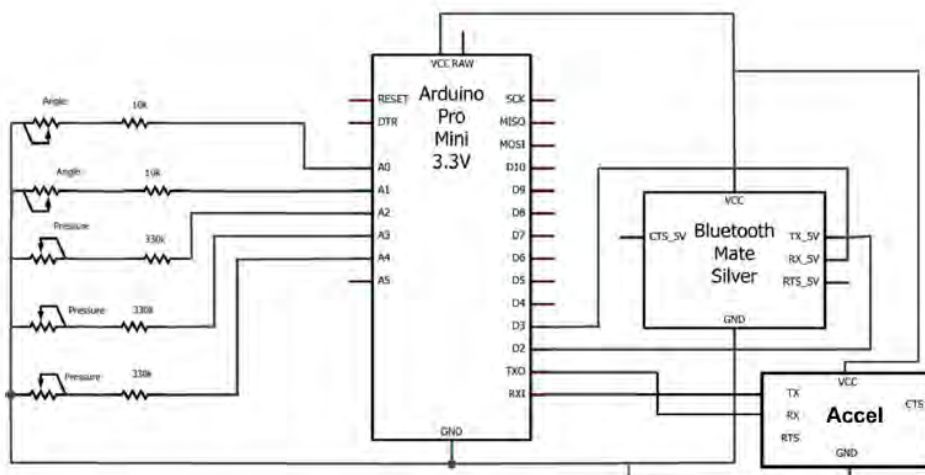 Angle
10k
Angle
10k
Pressure
330k
Pressure
330k
Pressure
330k
VCC RAW
Arduino
Pro
Mini
3.3V
RESET
DTR
A0
A1
A2
A3
A4
A5
SCK
MISO
MOSI
D10
D9
D8
D7
D6
D5
D4
D3
D2
TXO
RXI
GND
VCC
Bluetooth
Mate
Silver
CTS_5V
TX_5V
RX_5V
RTS_5V
GND
VCC
TX
CTS
RX
Accel
RTS
GND